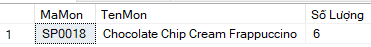 MaMon TenMon Số Lượng
1 SP0018 Chocolate Chip Cream Frappuccino 6